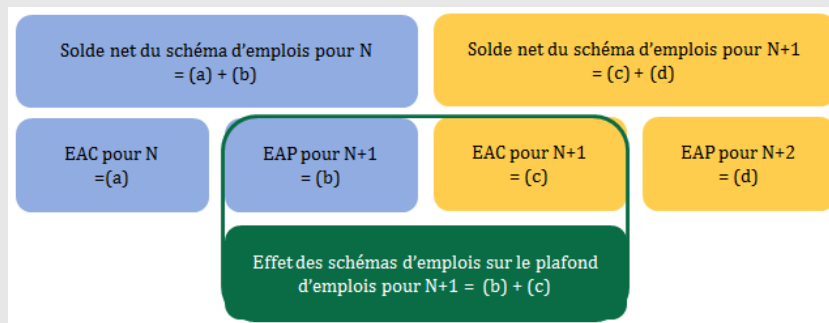 Solde net du schéma d'emplois pour N
= (a) + (b)
Solde net du schéma d'emplois pour N+1
= (c) + (d)
EAC pour N
=(a)
EAP pour N+1
= (b)
EAC pour N+1
= (c)
EAP pour N+2
= (d)
Effet des schémas d'emplois sur le plafond
d'emplois pour N+1 = (b) + (c)